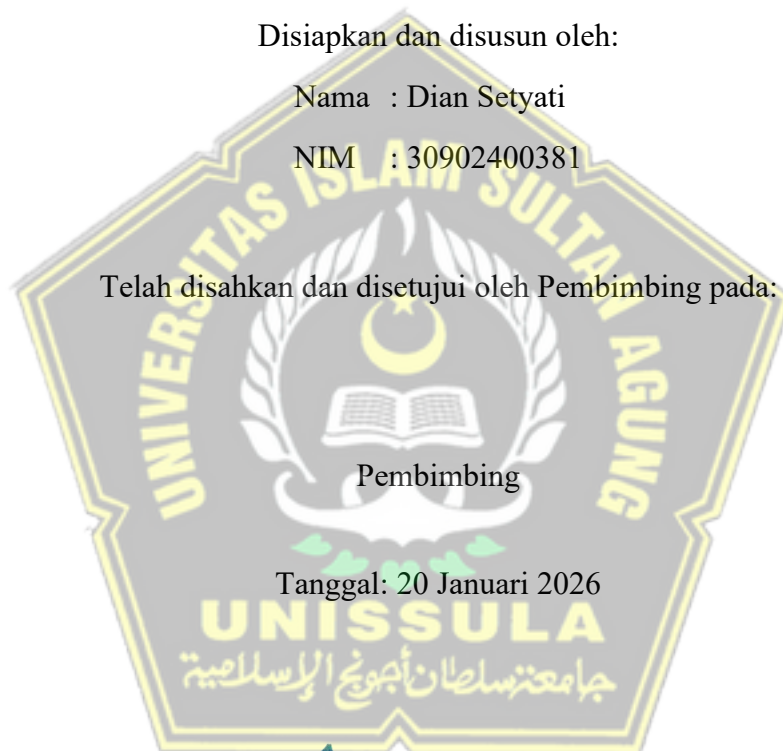 Disiapkan dan disusun oleh:
Nama : Dian Setyati
NIM : 30902400381
UNIVERSITAS ISLAM SULTAN AGUNG
Telah disahkan dan disetujui oleh Pembimbing pada:
Pembimbing
Tanggal: 20 Januari 2026
UNISSULA
جامعة سلطان أجونج الإسلامية